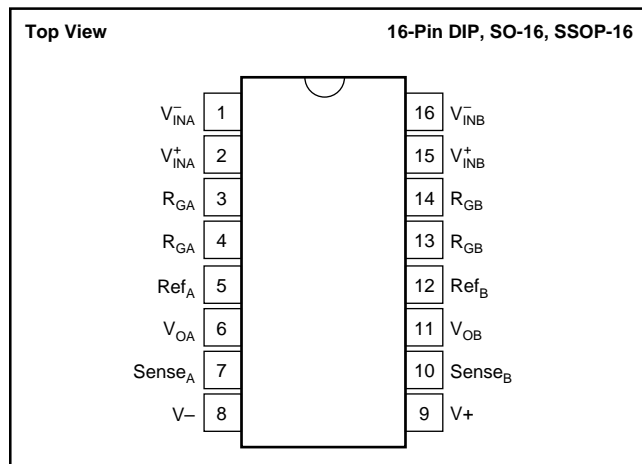 Top View 16-Pin DIP, SO-16, SSOP-16
V⁻INA 1 16 V⁻INB
V⁺INA 2 15 V⁺INB
RGA 3 14 RGB
RGA 4 13 RGB
RefA 5 12 RefB
VOA 6 11 VOB
SenseA 7 10 SenseB
V– 8 9 V+